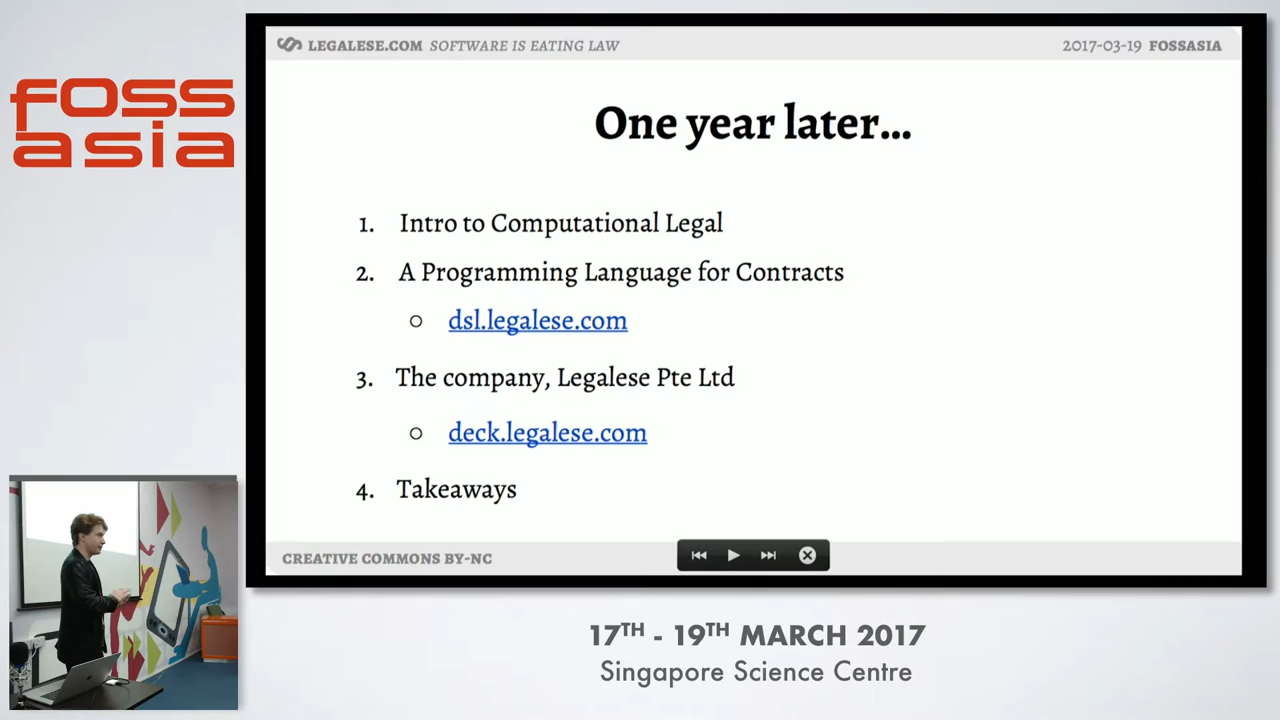 foss
asia
LEGALESE.COM SOFTWARE IS EATING LAW
2017-03-19 FOSSASIA
One year later...
1. Intro to Computational Legal
2. A Programming Language for Contracts
dsl.legalese.com
3. The company, Legalese Pte Ltd
deck.legalese.com
4. Takeaways
CREATIVE COMMONS BY-NC
17TH - 19TH MARCH 2017
Singapore Science Centre